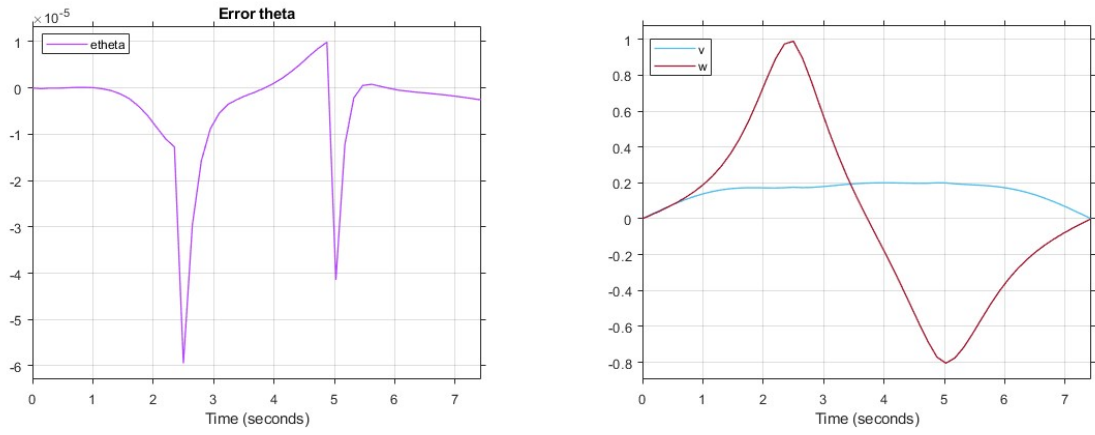 ×10⁻⁵
Error theta
etheta
1
0
-1
-2
-3
-4
-5
-6
0 1 2 3 4 5 6 7
Time (seconds)
v
w
1
0.8
0.6
0.4
0.2
0
-0.2
-0.4
-0.6
-0.8
0 1 2 3 4 5 6 7
Time (seconds)